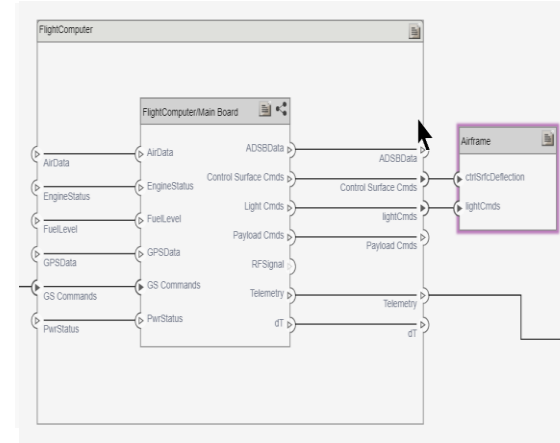 FlightComputer
FlightComputer/Main Board
AirData
AirData
ADSBData
ADSBData
Airframe
EngineStatus
EngineStatus
Control Surface Cmds
Control Surface Cmds
ctrlSrfcDeflection
FuelLevel
FuelLevel
Light Cmds
lightCmds
lightCmds
GPSData
GPSData
Payload Cmds
Payload Cmds
RFSignal
GS Commands
GS Commands
Telemetry
Telemetry
PwrStatus
PwrStatus
dT
dT